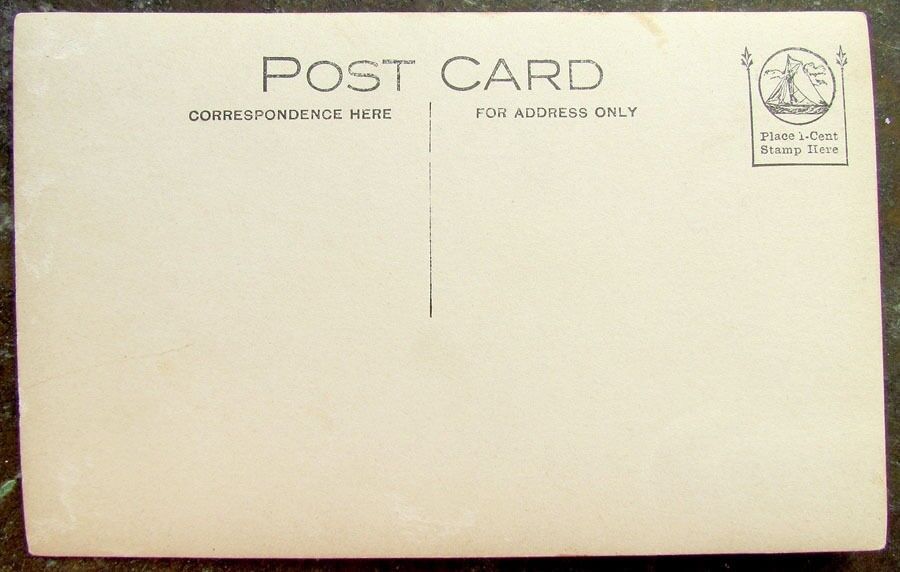 POST CARD
CORRESPONDENCE HERE
FOR ADDRESS ONLY
Place 1-Cent
Stamp Here